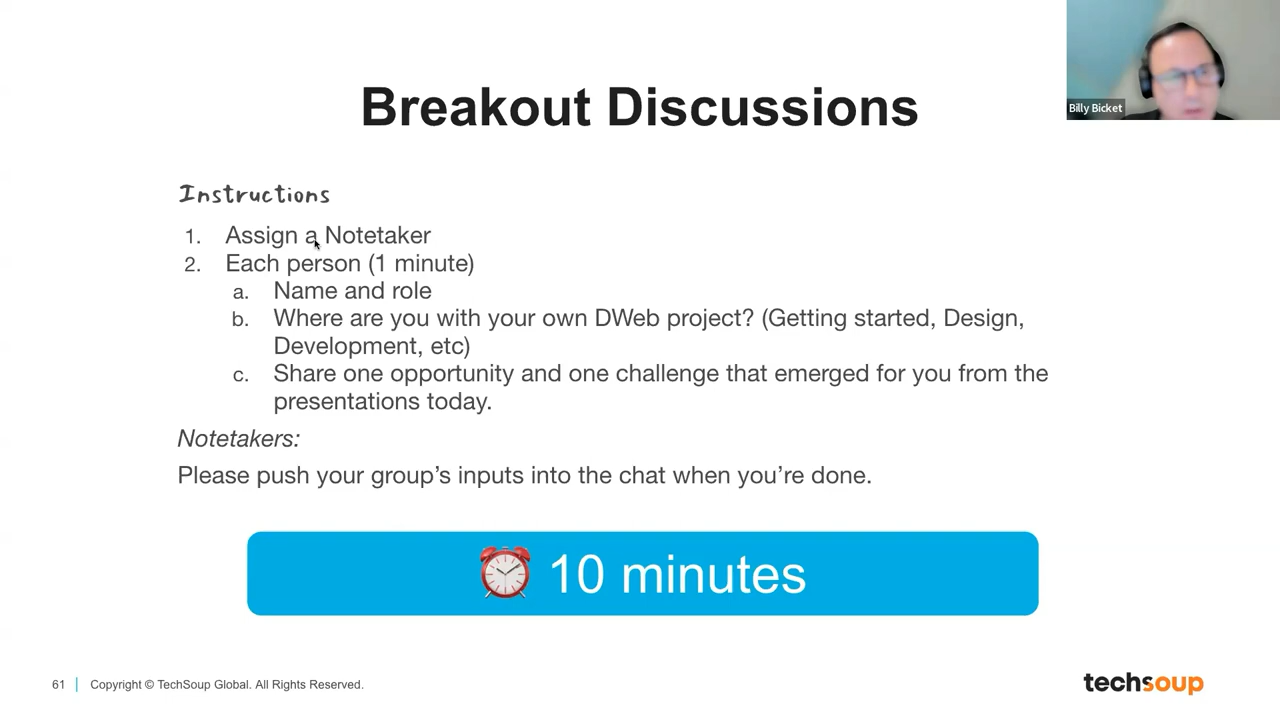 Billy Bicket
Breakout Discussions
Instructions
1. Assign a Notetaker
2. Each person (1 minute)
a. Name and role
b. Where are you with your own DWeb project? (Getting started, Design,
Development, etc)
c. Share one opportunity and one challenge that emerged for you from the
presentations today.
Notetakers:
Please push your group’s inputs into the chat when you’re done.
10 minutes
61 | Copyright © TechSoup Global. All Rights Reserved.
techsoup